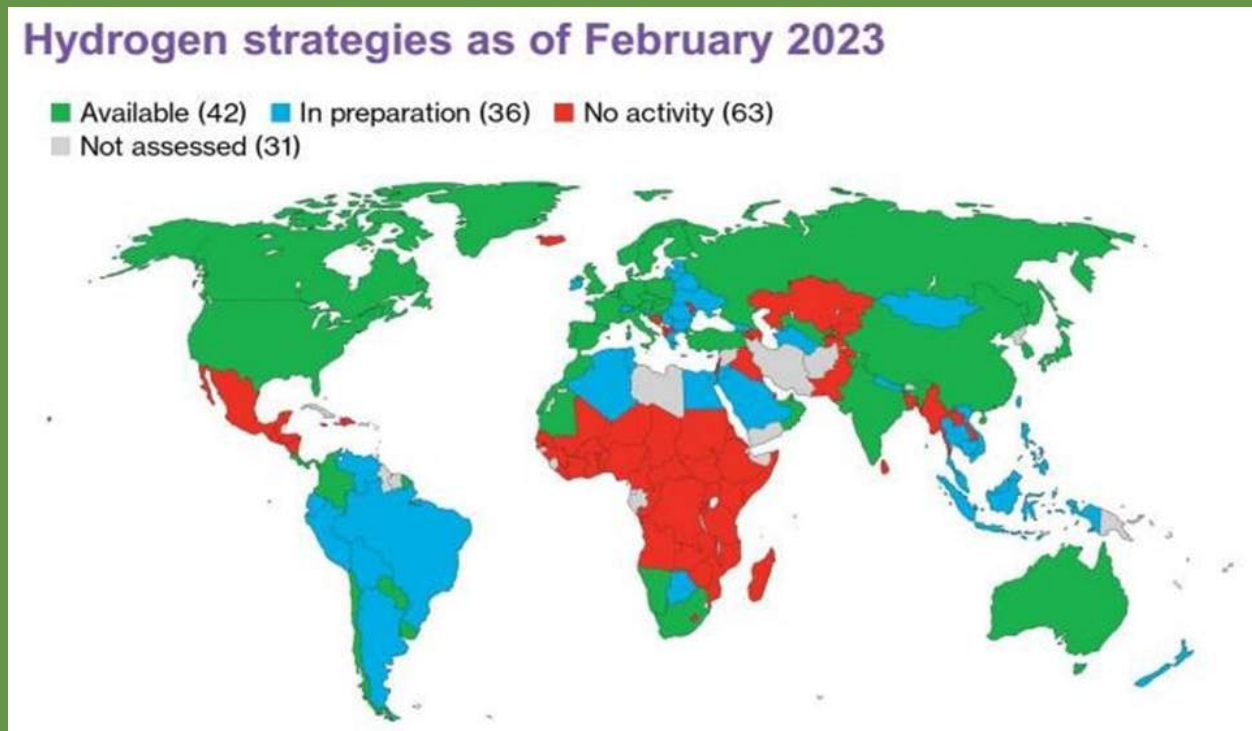 Hydrogen strategies as of February 2023
Available (42) In preparation (36) No activity (63)
Not assessed (31)